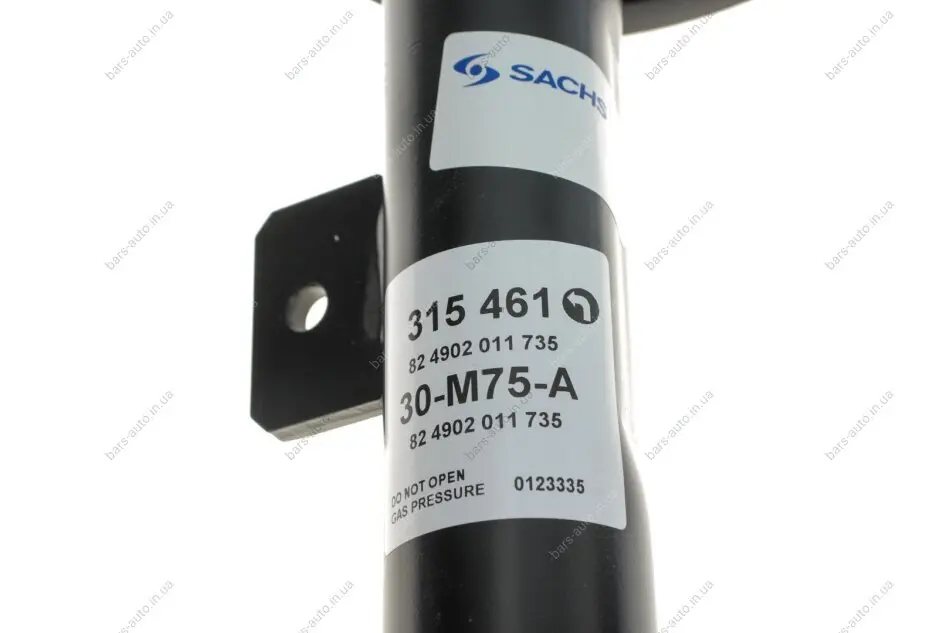 SACHS
315 461
82 4902 011 735
30-M75-A
82 4902 011 735
DO NOT OPEN
GAS PRESSURE 0123335
bars-auto.in.ua